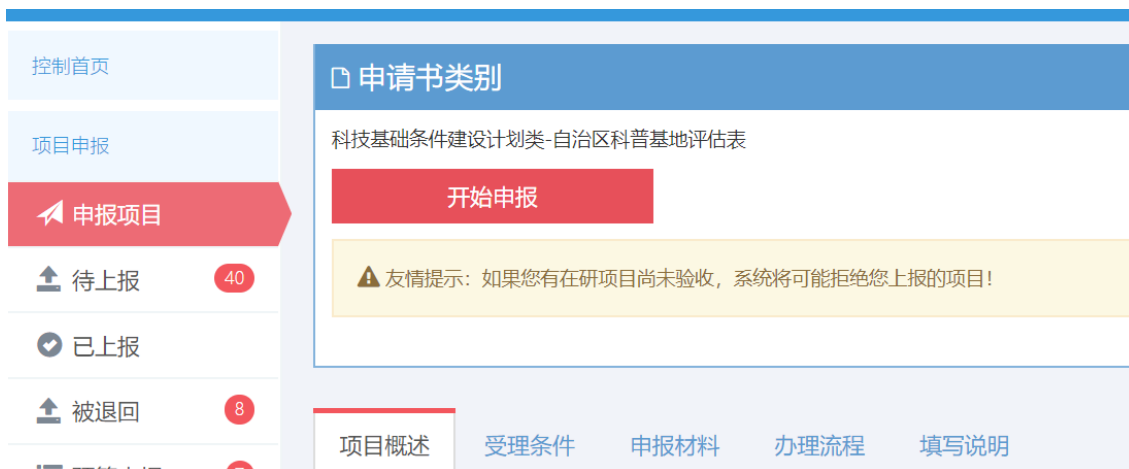 控制首页
项目申报
申报项目
待上报 40
已上报
被退回 8
申请书类别
科技基础条件建设计划类-自治区科普基地评估表
开始申报
友情提示：如果您有在研项目尚未验收，系统将可能拒绝您上报的项目！
项目概述 受理条件 申报材料 办理流程 填写说明